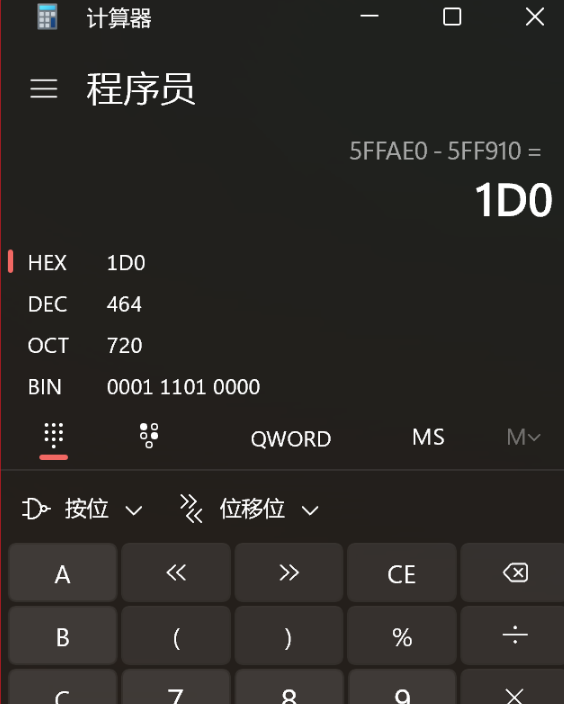 计算器
程序员
5FFAE0 - 5FF910 =
1D0
HEX 1D0
DEC 464
OCT 720
BIN 0001 1101 0000
QWORD MS M
按位 位移位
A « » CE
B ( ) % ÷
C 7 8 9 ×